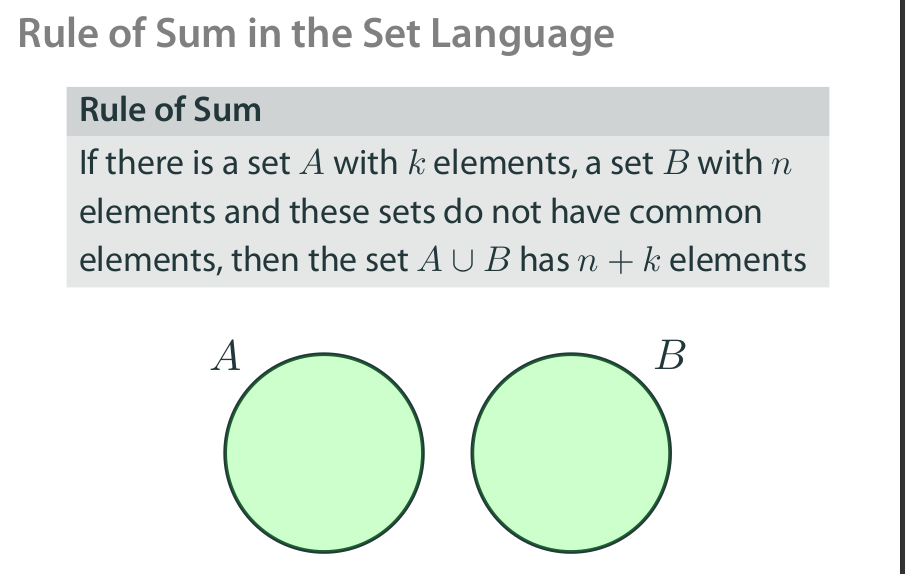 Rule of Sum in the Set Language
Rule of Sum
If there is a set A with k elements, a set B with n
elements and these sets do not have common
elements, then the set A ∪ B has n + k elements
A
B